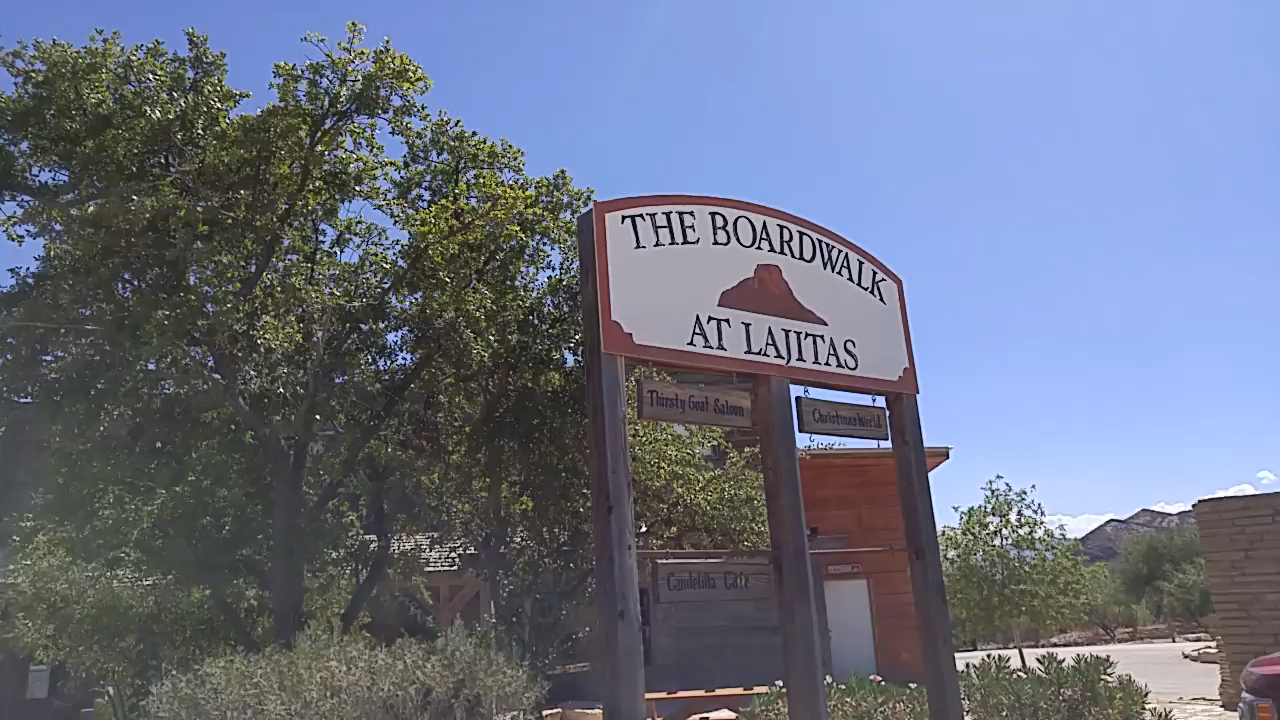 THE BOARDWALK
AT LAJITAS
Thirsty Goat Saloon
Christmas World
Candelilla Cafe